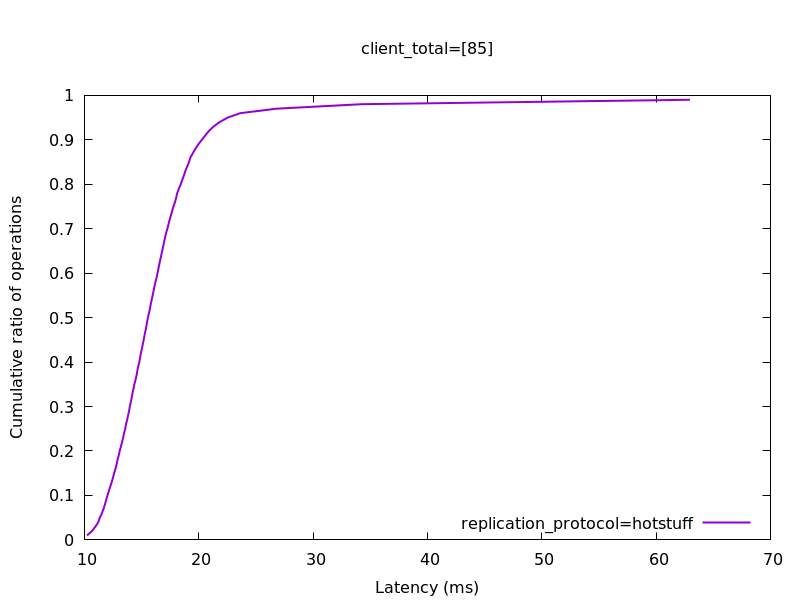 client_total=[85]
1
0.9
0.8
0.7
0.6
0.5
0.4
0.3
0.2
0.1
0
Cumulative ratio of operations
replication_protocol=hotstuff
10 20 30 40 50 60 70
Latency (ms)